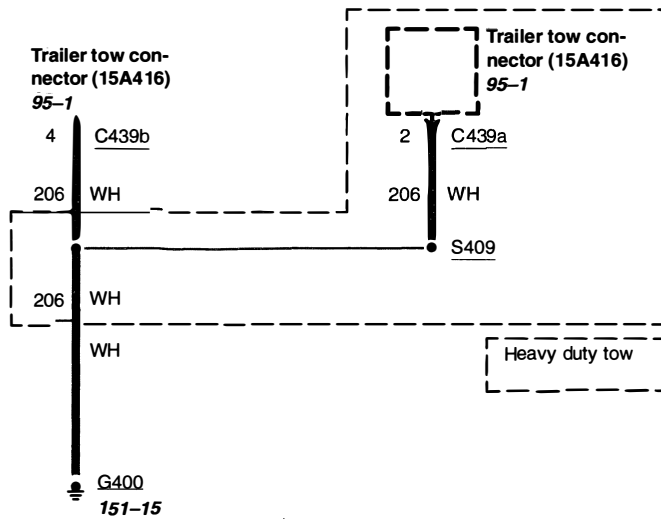 Trailer tow con-
nector (15A416)
95–1
4 C439b
206 WH
206 WH
WH
G400
151–15
Trailer tow con-
nector (15A416)
95–1
2 C439a
206 WH
S409
Heavy duty tow